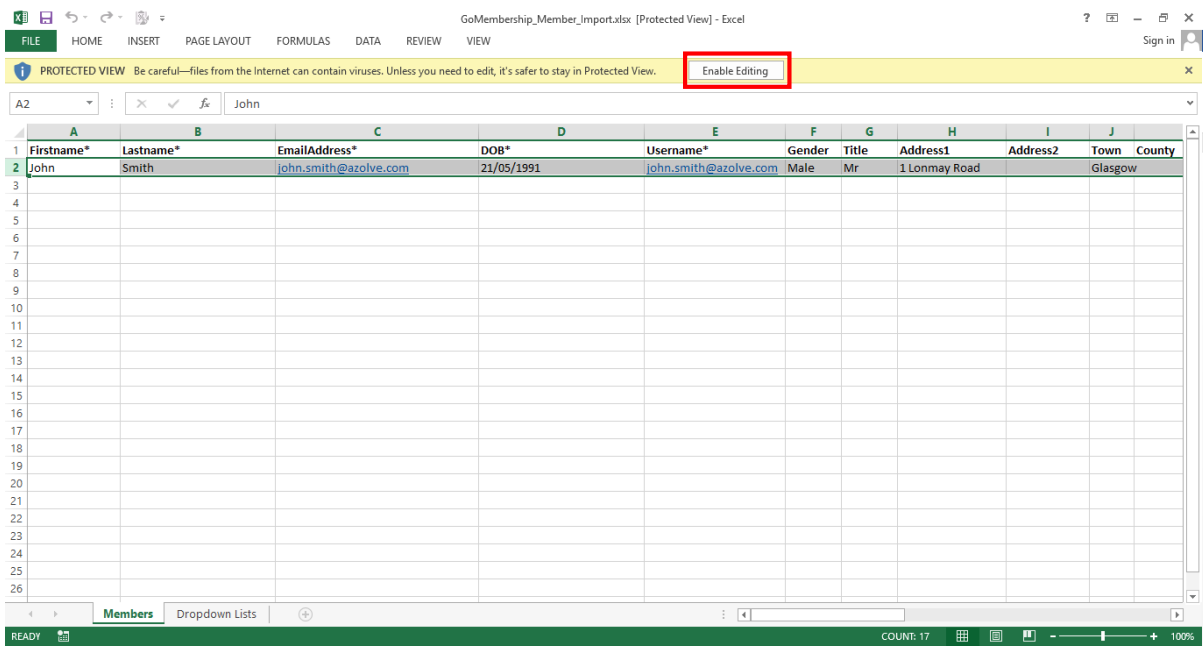 GoMembership_Member_Import.xlsx [Protected View] - Excel
FILE HOME INSERT PAGE LAYOUT FORMULAS DATA REVIEW VIEW Sign in
PROTECTED VIEW Be careful—files from the Internet can contain viruses. Unless you need to edit, it's safer to stay in Protected View. Enable Editing
A2 fx John
A B C D E F G H I J
1 Firstname* Lastname* EmailAddress* DOB* Username* Gender Title Address1 Address2 Town County
2 John Smith john.smith@azolve.com 21/05/1991 john.smith@azolve.com Male Mr 1 Lonmay Road Glasgow
3
4
5
6
7
8
9
10
11
12
13
14
15
16
17
18
19
20
21
22
23
24
25
26
Members Dropdown Lists
READY COUNT: 17 100%